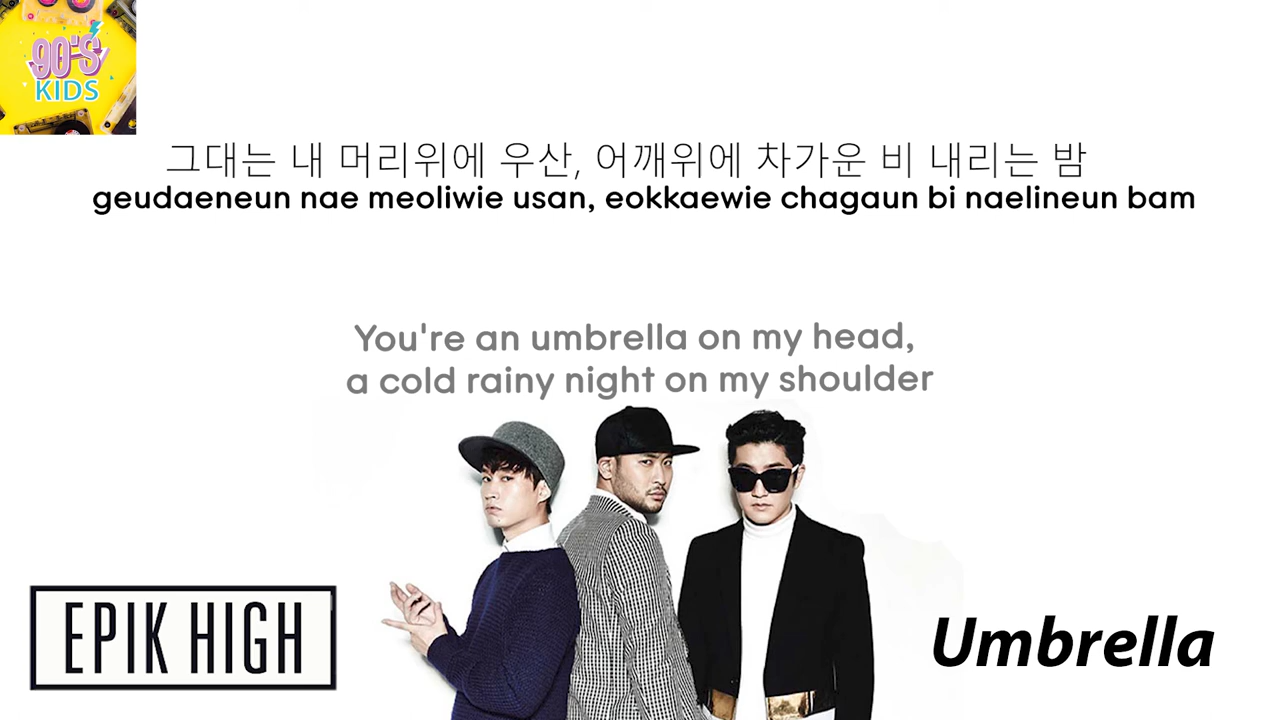 90'S
KIDS
그대는 내 머리위에 우산, 어깨위에 차가운 비 내리는 밤
geudaeneun nae meoliwie usan, eokkaewie chagaun bi naelineun bam
You're an umbrella on my head,
a cold rainy night on my shoulder
EPIK HIGH
Umbrella